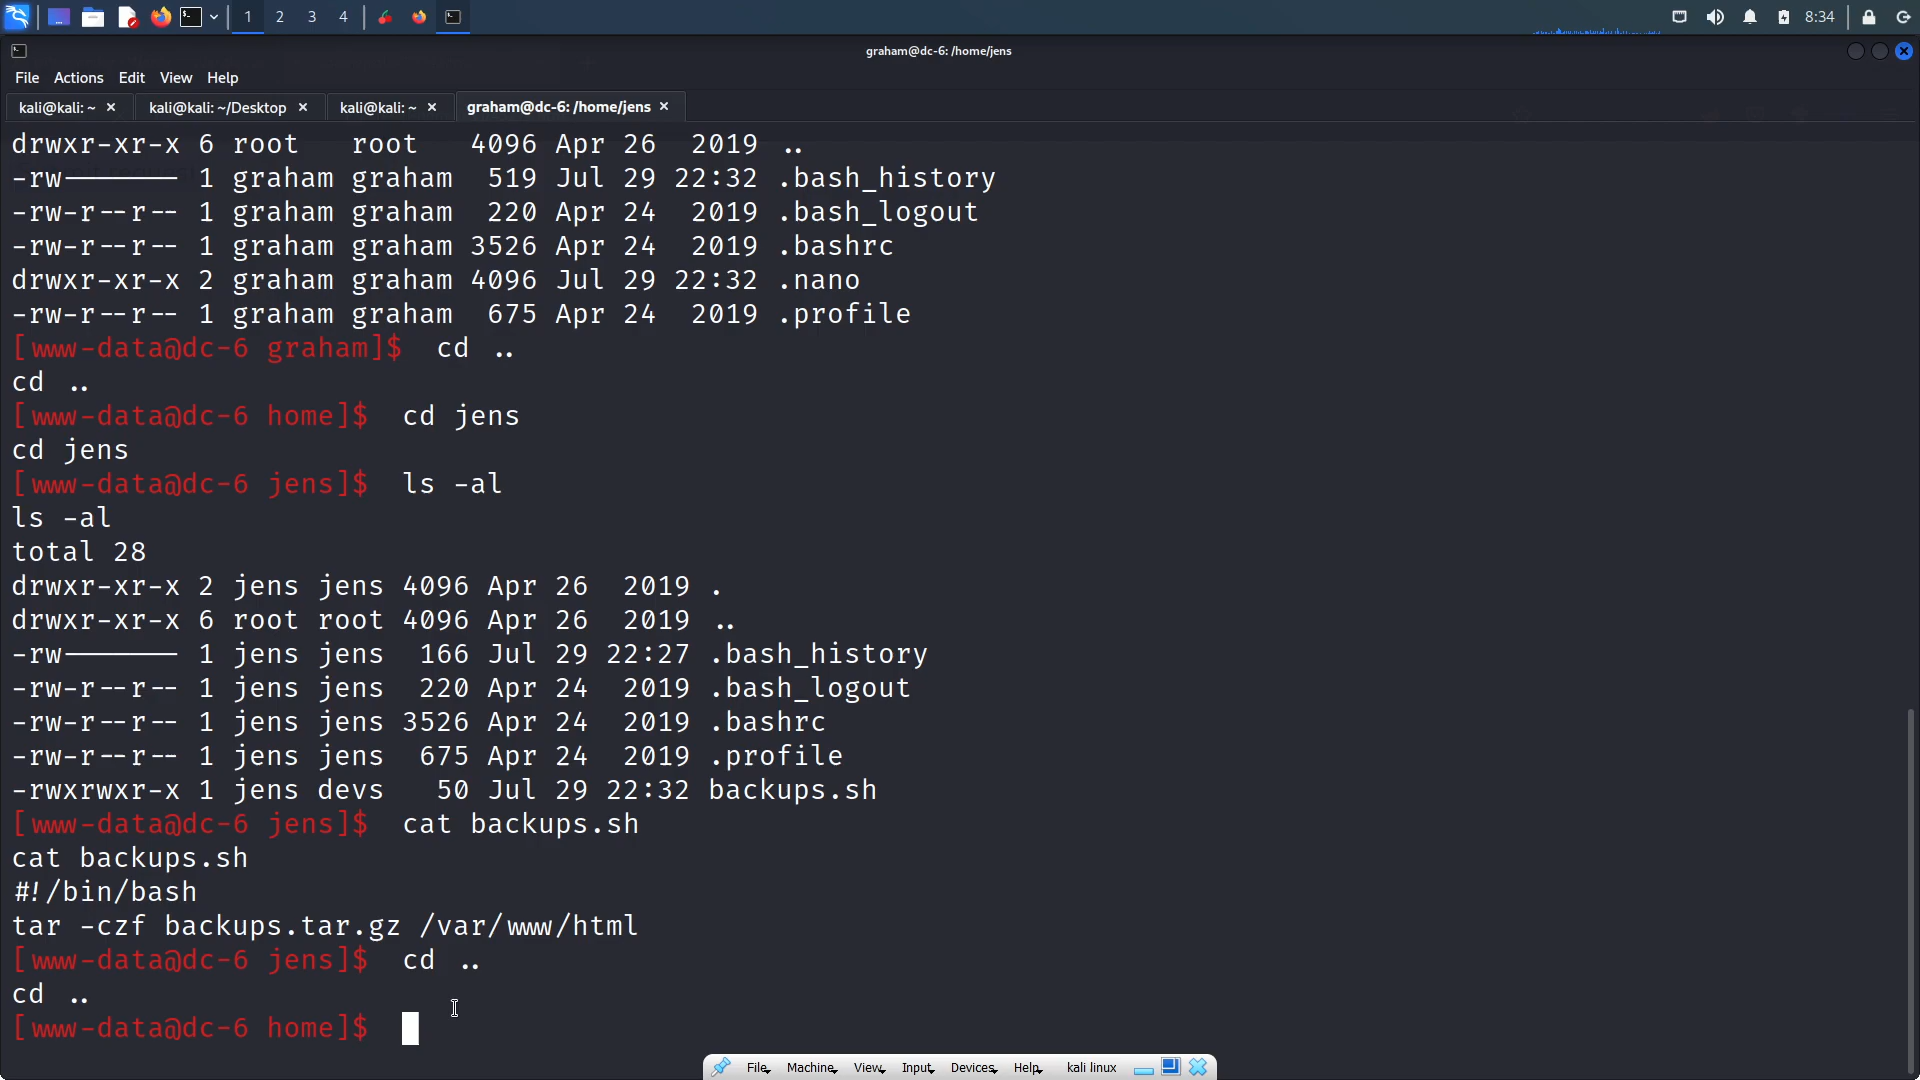 1 2 3 4 8:34
graham@dc-6: /home/jens
File Actions Edit View Help
kali@kali: ~ × kali@kali: ~/Desktop × kali@kali: ~ × graham@dc-6: /home/jens ×
drwxr-xr-x 6 root root 4096 Apr 26 2019 ..
-rw------- 1 graham graham 519 Jul 29 22:32 .bash_history
-rw-r--r-- 1 graham graham 220 Apr 24 2019 .bash_logout
-rw-r--r-- 1 graham graham 3526 Apr 24 2019 .bashrc
drwxr-xr-x 2 graham graham 4096 Jul 29 22:32 .nano
-rw-r--r-- 1 graham graham 675 Apr 24 2019 .profile
[www-data@dc-6 graham]$ cd ..
cd ..
[www-data@dc-6 home]$ cd jens
cd jens
[www-data@dc-6 jens]$ ls -al
ls -al
total 28
drwxr-xr-x 2 jens jens 4096 Apr 26 2019 .
drwxr-xr-x 6 root root 4096 Apr 26 2019 ..
-rw------- 1 jens jens 166 Jul 29 22:27 .bash_history
-rw-r--r-- 1 jens jens 220 Apr 24 2019 .bash_logout
-rw-r--r-- 1 jens jens 3526 Apr 24 2019 .bashrc
-rw-r--r-- 1 jens jens 675 Apr 24 2019 .profile
-rwxrwxr-x 1 jens devs 50 Jul 29 22:32 backups.sh
[www-data@dc-6 jens]$ cat backups.sh
cat backups.sh
#!/bin/bash
tar -czf backups.tar.gz /var/www/html
[www-data@dc-6 jens]$ cd ..
cd ..
[www-data@dc-6 home]$
File Machine View Input Devices Help kali linux